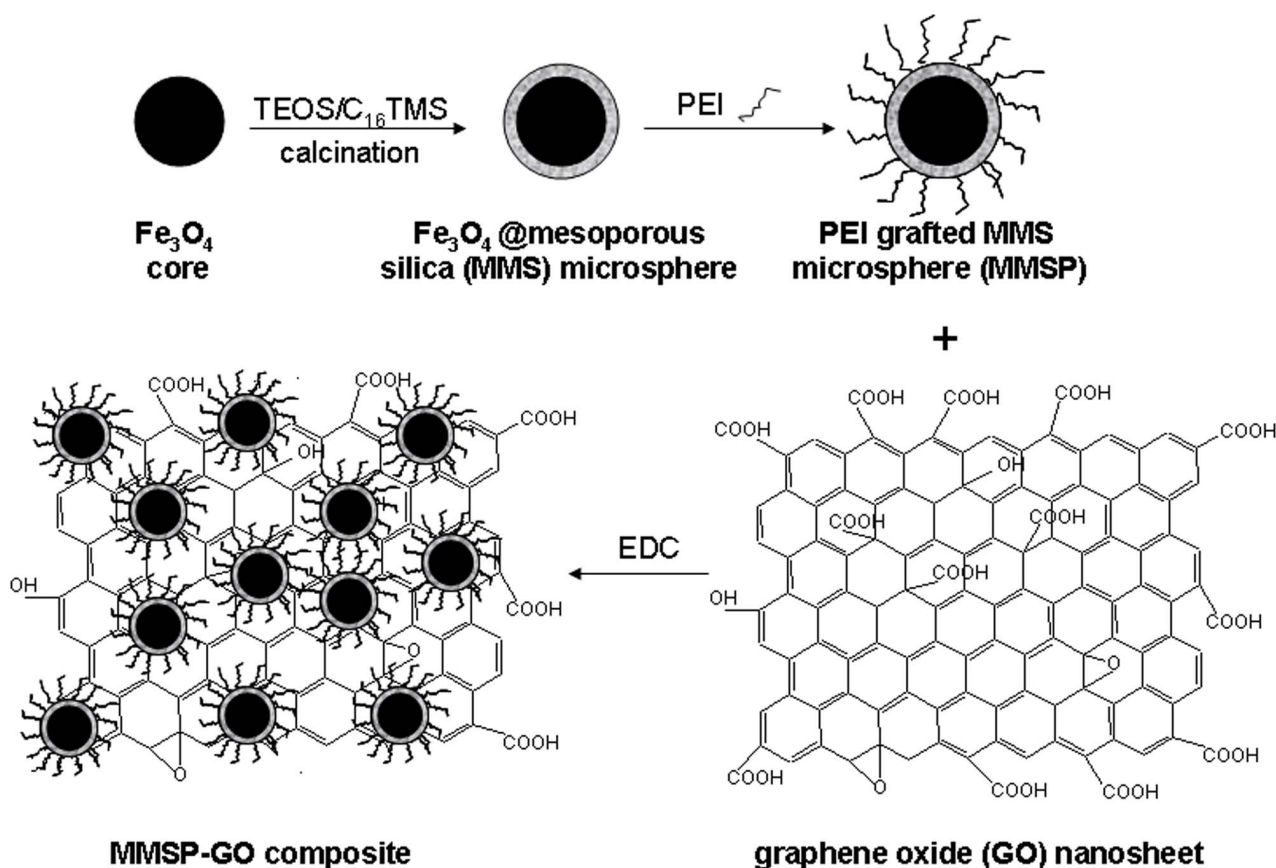 TEOS/C₁₆TMS
calcination
PEI
Fe₃O₄
core
Fe₃O₄ @mesoporous
silica (MMS) microsphere
PEI grafted MMS
microsphere (MMSP)
+
COOH
COOH
COOH
OH
OH
COOH
O
COOH
O
EDC
COOH
COOH
COOH
COOH
COOH
OH
COOH
COOH
COOH
OH
COOH
O
COOH
COOH
COOH
COOH
O
COOH
MMSP-GO composite
graphene oxide (GO) nanosheet